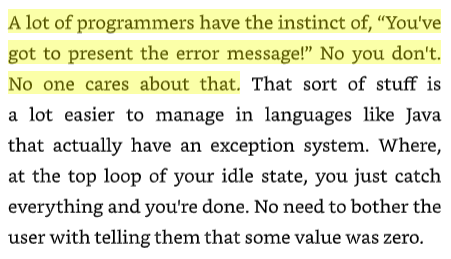 A lot of programmers have the instinct of, “You've
got to present the error message!” No you don't.
No one cares about that. That sort of stuff is
a lot easier to manage in languages like Java
that actually have an exception system. Where,
at the top loop of your idle state, you just catch
everything and you're done. No need to bother the
user with telling them that some value was zero.